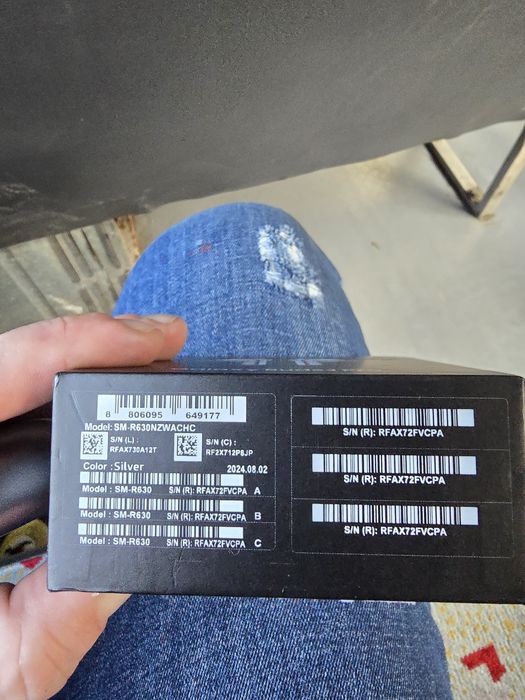 8 806095 649177
Model: SM-R630NZWACHC
S/N (L) :
RFAX730A12T
S/N (C) :
RF2X712P8JP
Color : Silver
2024.08.02
Model : SM-R630 S/N (R): RFAX72FVCPA A
Model : SM-R630 S/N (R): RFAX72FVCPA B
Model : SM-R630 S/N (R): RFAX72FVCPA C
S/N (R): RFAX72FVCPA
S/N (R): RFAX72FVCPA
S/N (R): RFAX72FVCPA